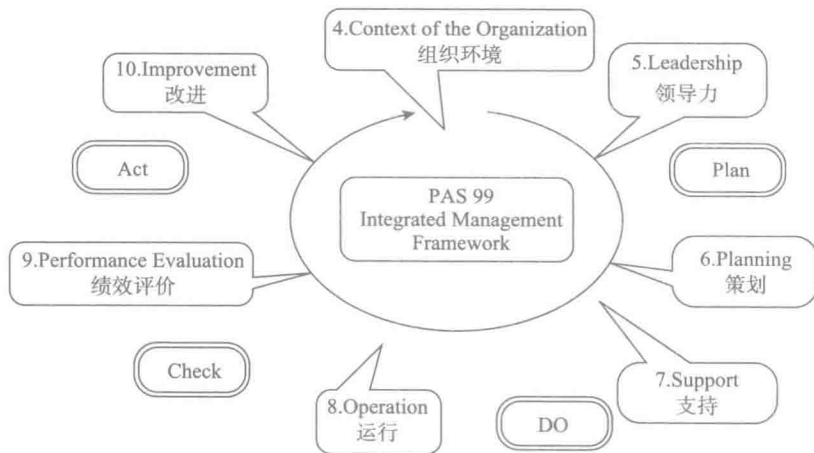 4.Context of the Organization
组织环境
10.Improvement
改进
5.Leadership
领导力
Act
Plan
PAS 99
Integrated Management
Framework
9.Performance Evaluation
绩效评价
6.Planning
策划
Check
7.Support
支持
8.Operation
运行
DO